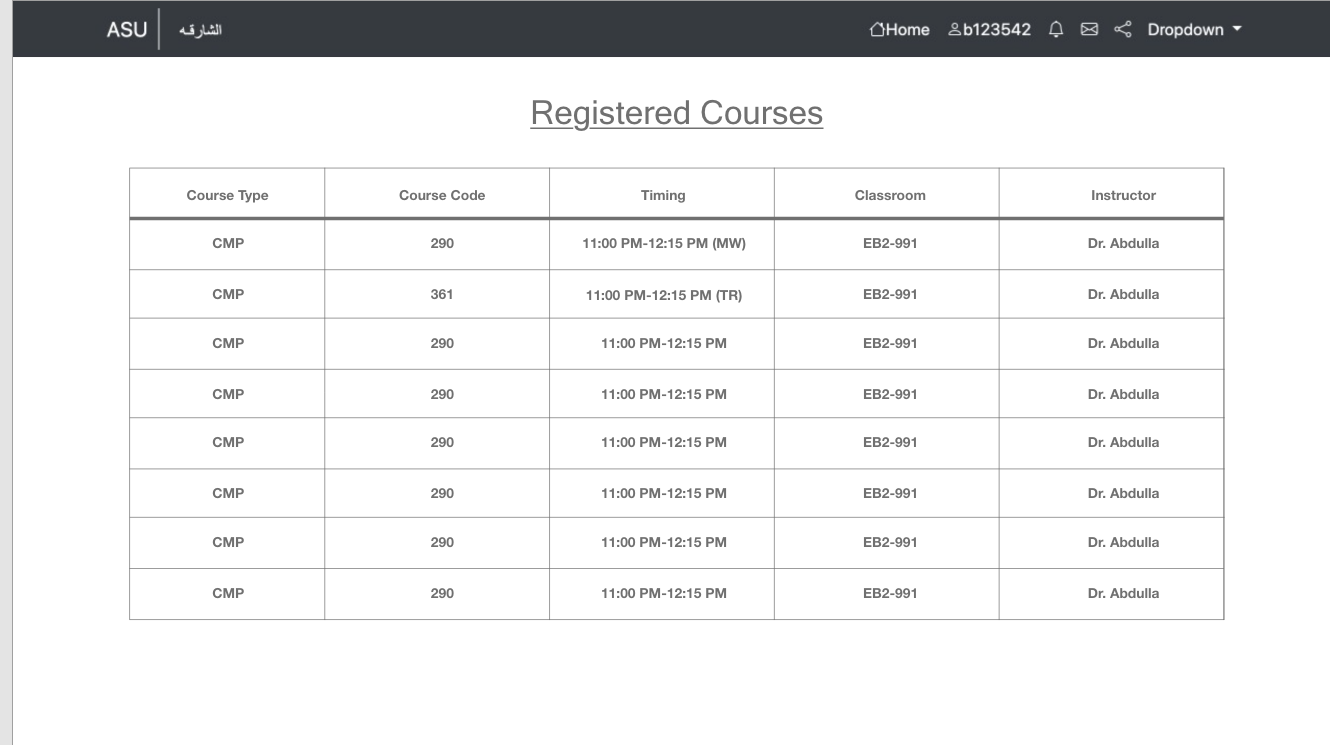 ASU الشارقه Home b123542 Dropdown
Registered Courses
Course Type Course Code Timing Classroom Instructor
CMP 290 11:00 PM-12:15 PM (MW) EB2-991 Dr. Abdulla
CMP 361 11:00 PM-12:15 PM (TR) EB2-991 Dr. Abdulla
CMP 290 11:00 PM-12:15 PM EB2-991 Dr. Abdulla
CMP 290 11:00 PM-12:15 PM EB2-991 Dr. Abdulla
CMP 290 11:00 PM-12:15 PM EB2-991 Dr. Abdulla
CMP 290 11:00 PM-12:15 PM EB2-991 Dr. Abdulla
CMP 290 11:00 PM-12:15 PM EB2-991 Dr. Abdulla
CMP 290 11:00 PM-12:15 PM EB2-991 Dr. Abdulla